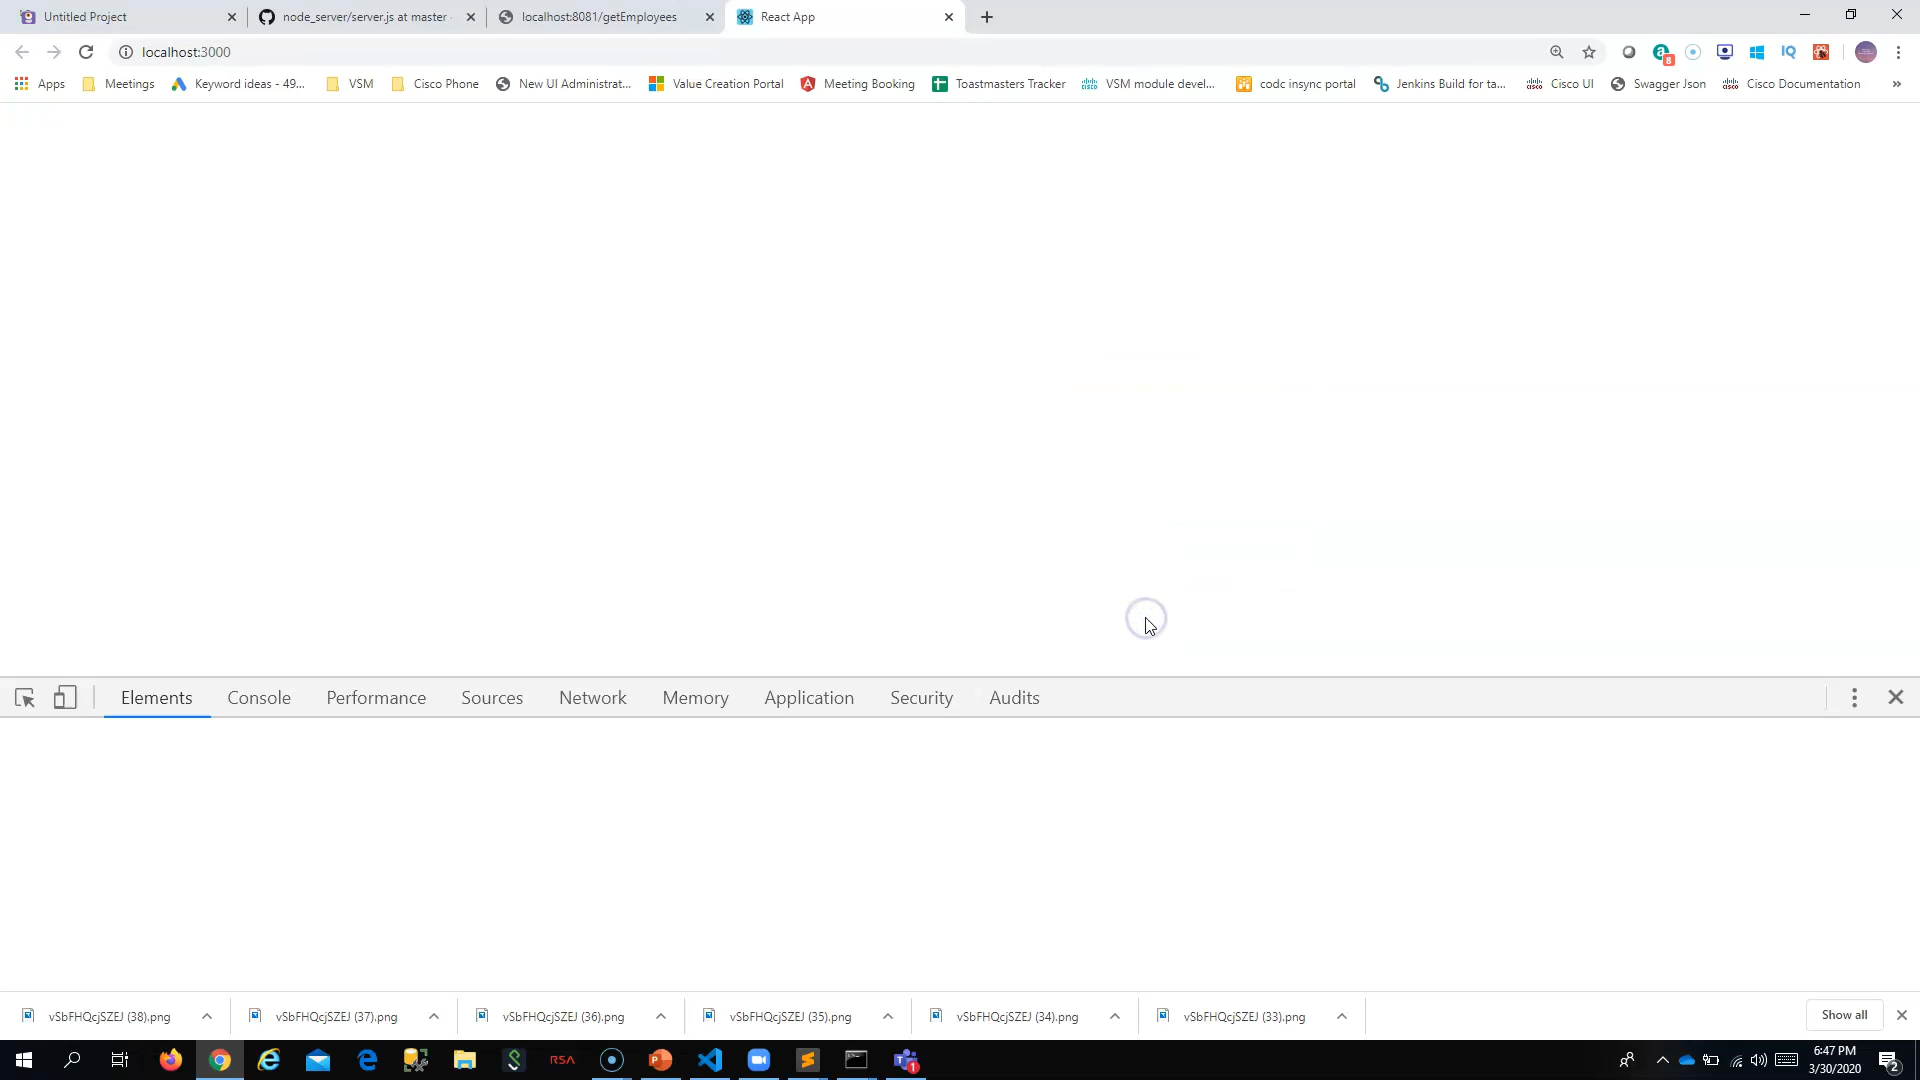 Untitled Project
node_server/server.js at master
localhost:8081/getEmployees
React App
localhost:3000
8
Apps
Meetings
Keyword ideas - 49...
VSM
Cisco Phone
New UI Administrat...
Value Creation Portal
Meeting Booking
Toastmasters Tracker
VSM module devel...
codc insync portal
Jenkins Build for ta...
Cisco UI
Swagger Json
Cisco Documentation
»
Elements
Console
Performance
Sources
Network
Memory
Application
Security
Audits
vSbFHQcjSZEJ (38).png
vSbFHQcjSZEJ (37).png
vSbFHQcjSZEJ (36).png
vSbFHQcjSZEJ (35).png
vSbFHQcjSZEJ (34).png
vSbFHQcjSZEJ (33).png
Show all
RSA
6:47 PM
3/30/2020
2